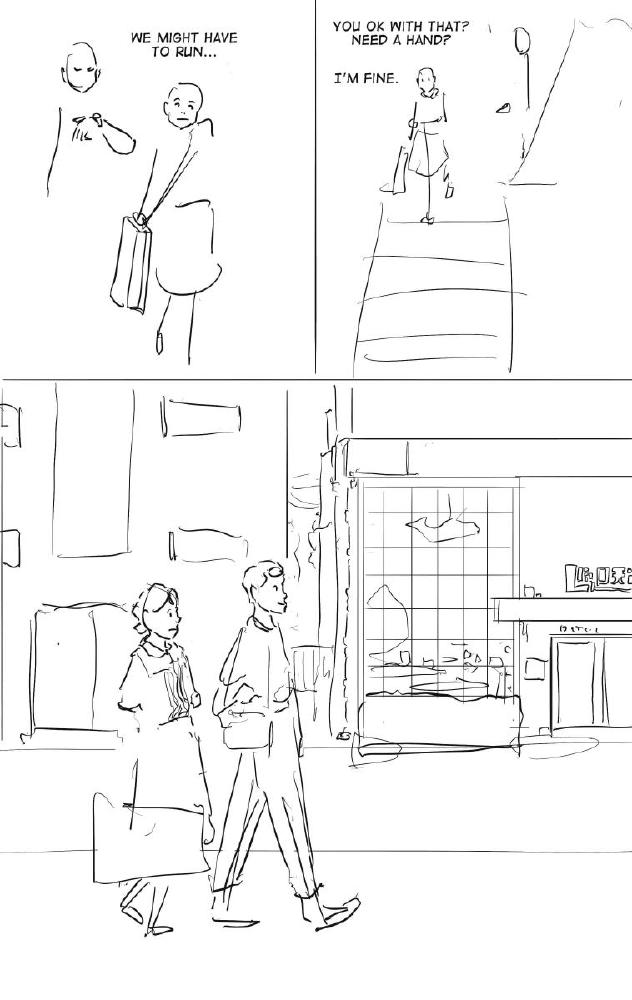 WE MIGHT HAVE
TO RUN...
YOU OK WITH THAT?
NEED A HAND?
I'M FINE.